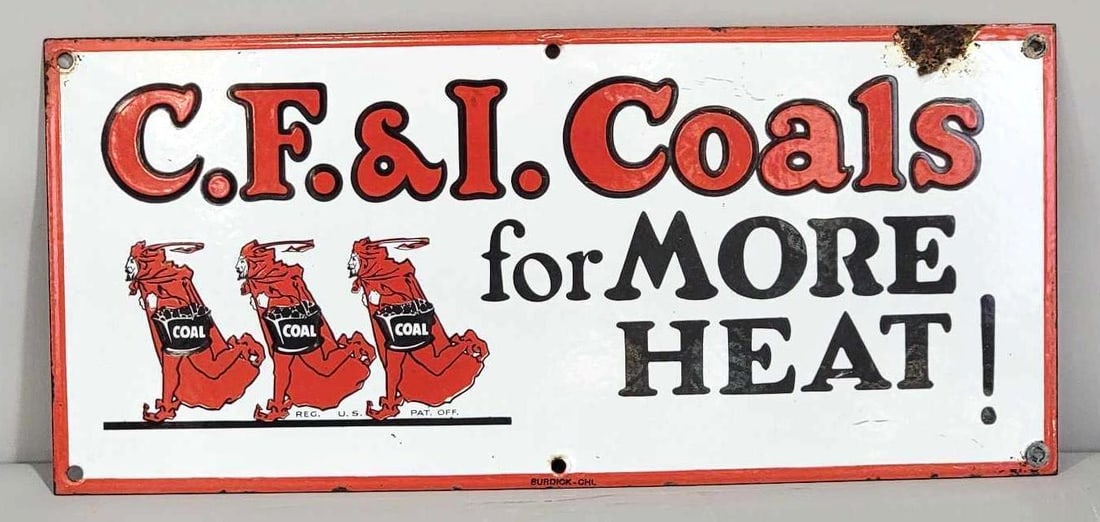 C.F.&I. Coals
for MORE
HEAT!
COAL COAL COAL
REG. U.S. PAT. OFF.
BURDICK-CHI.